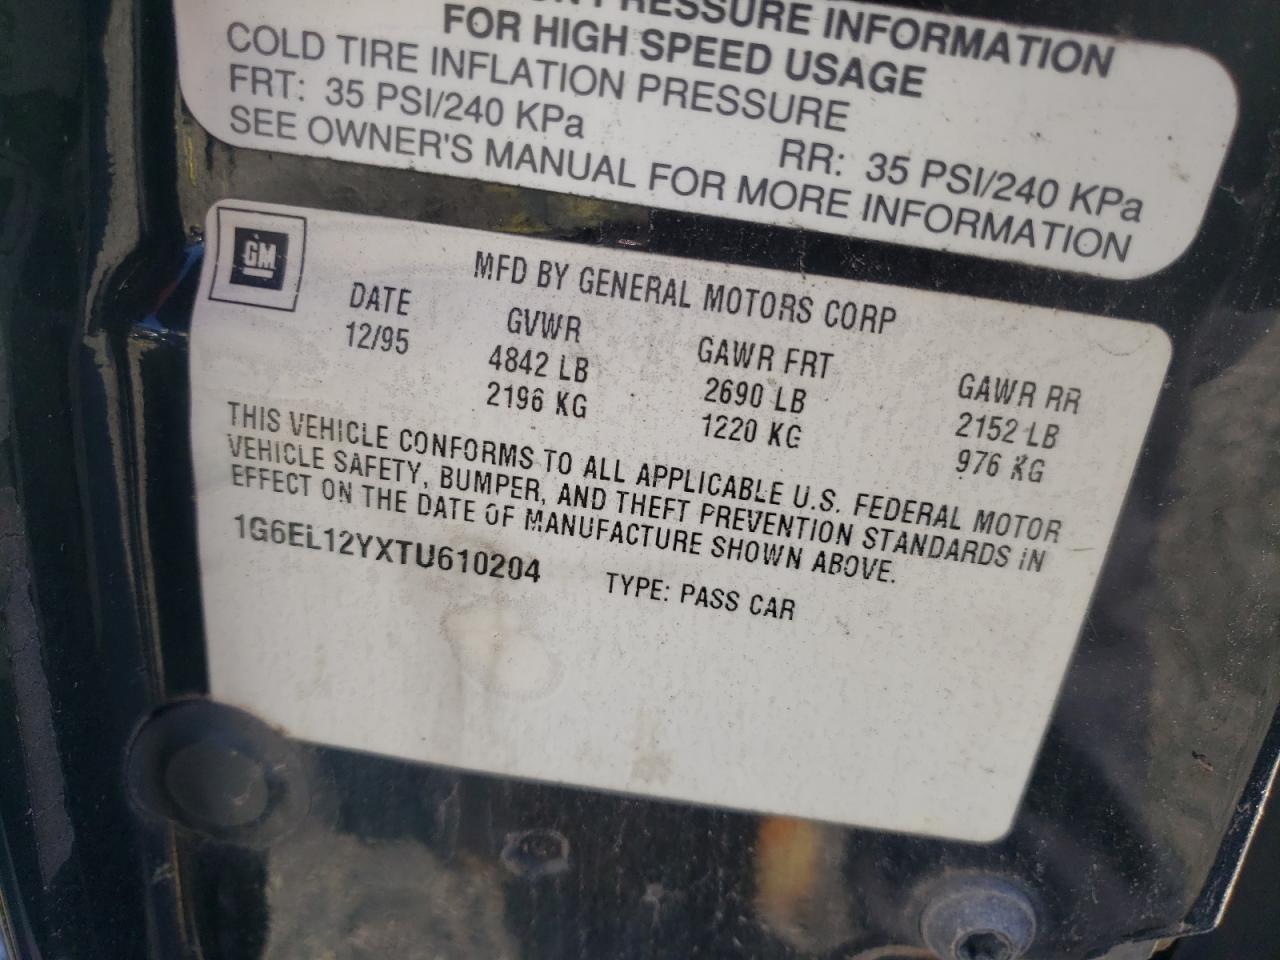 PRESSURE INFORMATION
FOR HIGH SPEED USAGE
COLD TIRE INFLATION PRESSURE
FRT: 35 PSI/240 KPa RR: 35 PSI/240 KPa
SEE OWNER'S MANUAL FOR MORE INFORMATION
GM
MFD BY GENERAL MOTORS CORP
DATE GVWR GAWR FRT GAWR RR
12/95 4842 LB 2690 LB 2152 LB
2196 KG 1220 KG 976 KG
THIS VEHICLE CONFORMS TO ALL APPLICABLE U.S. FEDERAL MOTOR
VEHICLE SAFETY, BUMPER, AND THEFT PREVENTION STANDARDS IN
EFFECT ON THE DATE OF MANUFACTURE SHOWN ABOVE.
1G6EL12YXTU610204 TYPE: PASS CAR